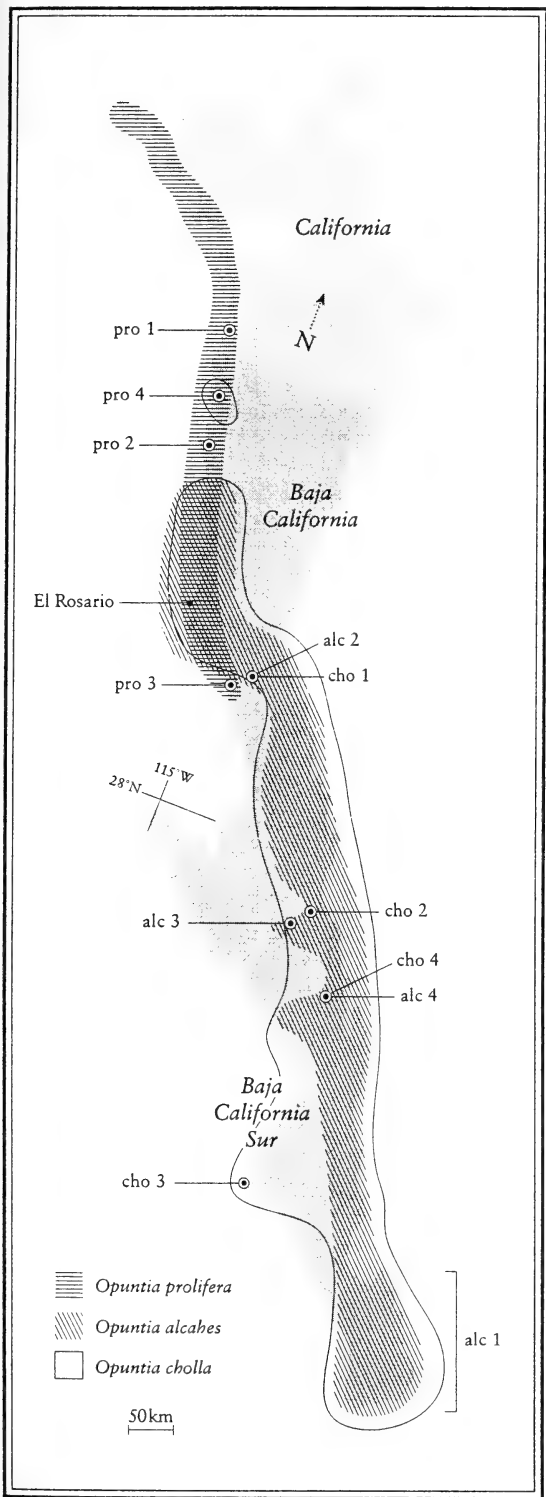 California
N
pro 1
pro 4
pro 2
Baja
California
El Rosario
alc 2
cho 1
pro 3
115°W
28°N
cho 2
alc 3
cho 4
alc 4
Baja
California
Sur
cho 3
Opuntia prolifera
Opuntia alcahes
Opuntia cholla
alc 1
50km